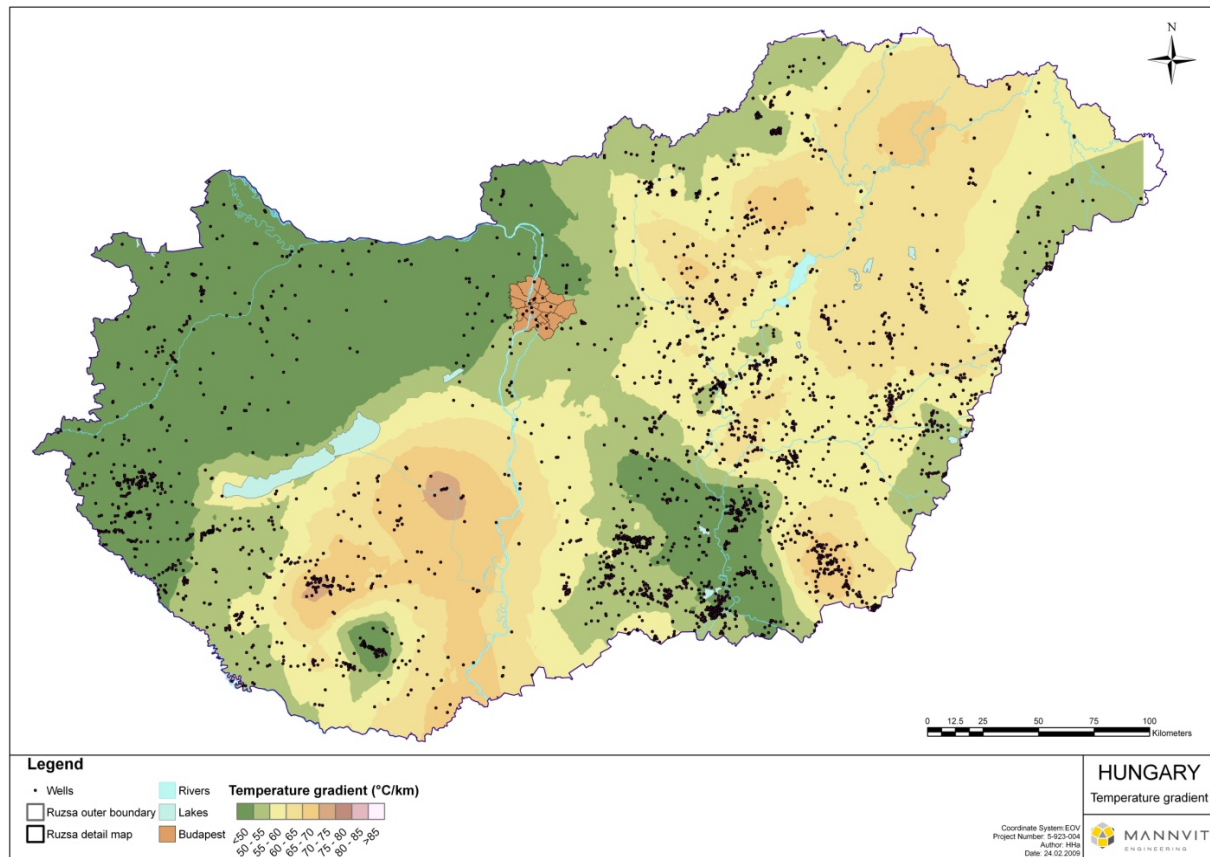 N
0 12.5 25 50 75 100
Kilometers
Legend
Wells
Ruzsa outer boundary
Ruzsa detail map
Rivers
Lakes
Budapest
Temperature gradient (°C/km)
<50
50 - 55
55 - 60
60 - 65
65 - 70
70 - 75
75 - 80
80 - 85
>85
HUNGARY
Temperature gradient
Coordinate System:EOV
Project Number: 5-923-004
Author: HHa
Date: 24.02.2009
MANNVIT
ENGINEERING